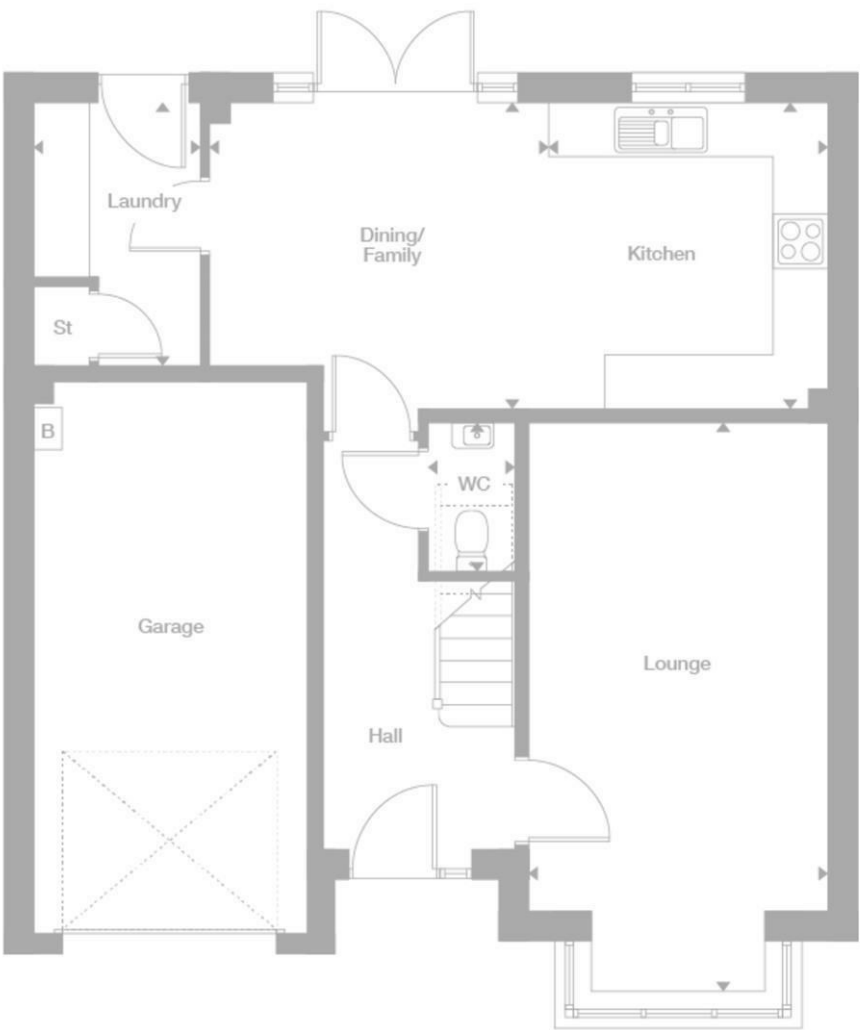 Laundry
Dining/
Family
Kitchen
St
B
WC
Garage
Lounge
Hall